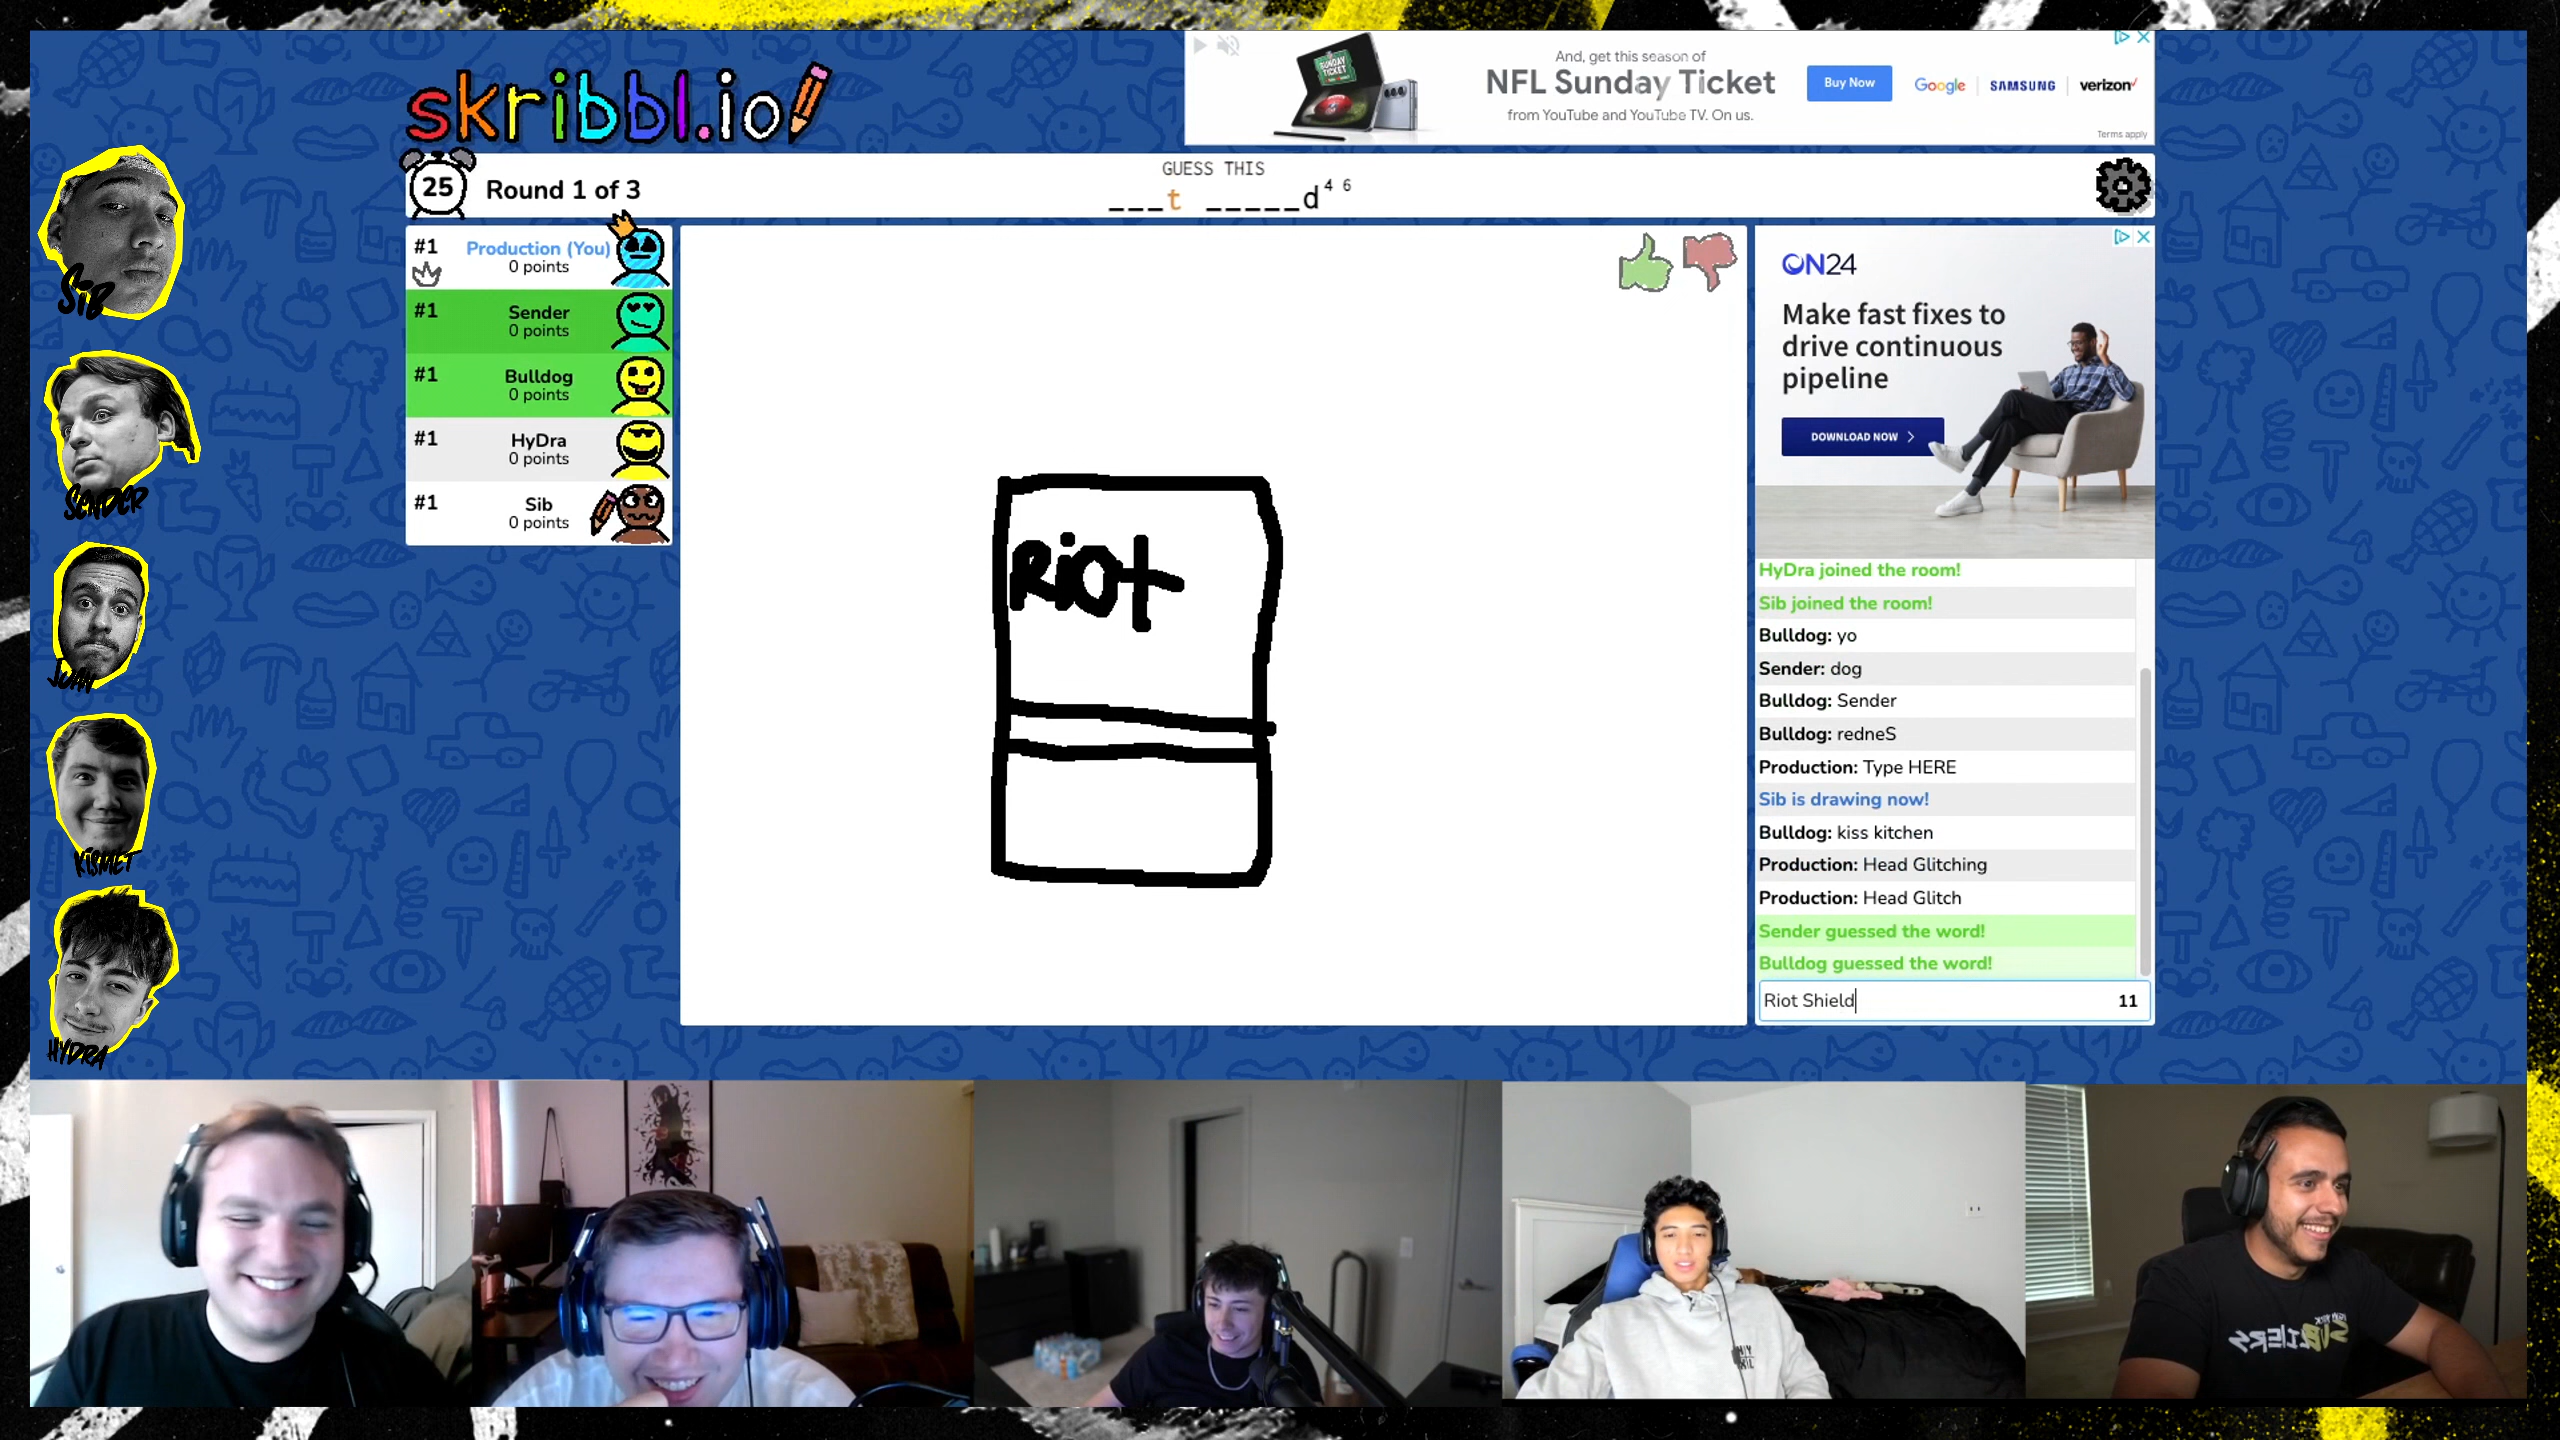 skribbl.io
And, get this season of
NFL Sunday Ticket
from YouTube and YouTube TV. On us.
SUNDAY TICKET
Buy Now
Google
SAMSUNG
verizon
Terms apply
25
Round 1 of 3
GUESS THIS
___t _____d 4 6
#1 Production (You)
0 points
#1 Sender
0 points
#1 Bulldog
0 points
#1 HyDra
0 points
#1 Sib
0 points
RiOt
ON24
Make fast fixes to
drive continuous
pipeline
DOWNLOAD NOW
HyDra joined the room!
Sib joined the room!
Bulldog: yo
Sender: dog
Bulldog: Sender
Bulldog: redneS
Production: Type HERE
Sib is drawing now!
Bulldog: kiss kitchen
Production: Head Glitching
Production: Head Glitch
Sender guessed the word!
Bulldog guessed the word!
Riot Shield 11
SIB
SENDER
JUAN
KiSMET
HYDRA